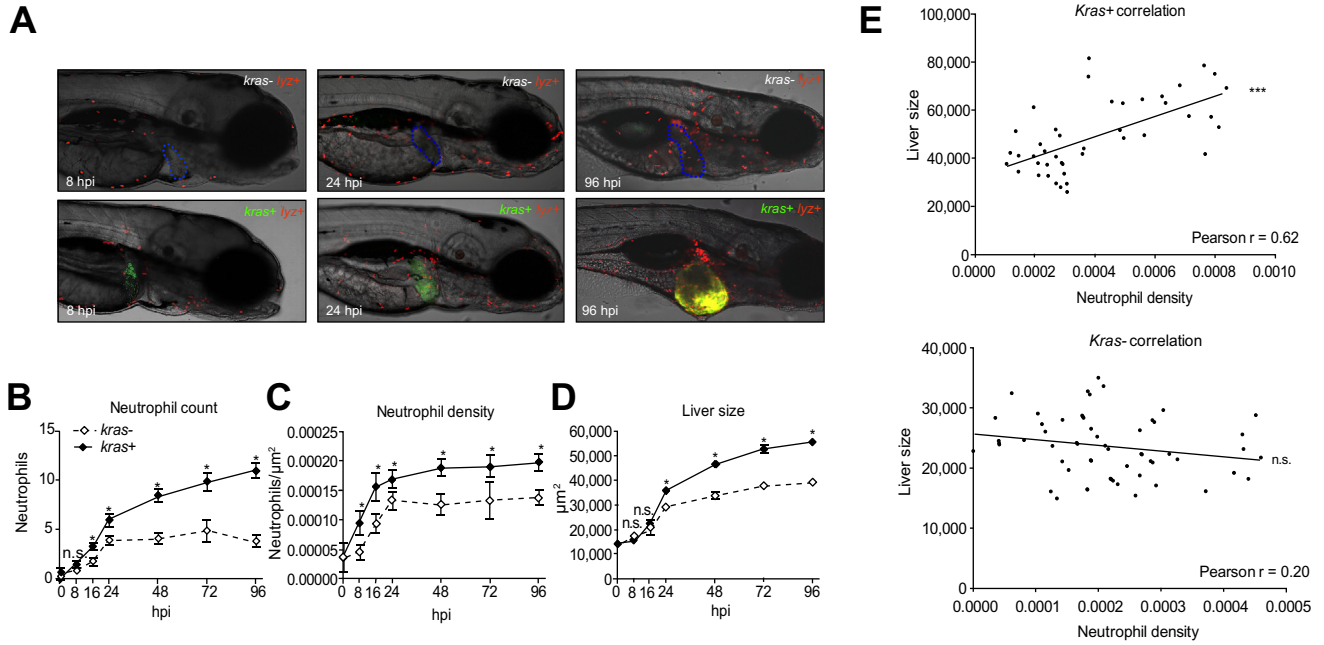 A
kras- lyz+
8 hpi
kras- lyz+
24 hpi
kras- lyz+
96 hpi
kras+ lyz+
8 hpi
kras+ lyz+
24 hpi
kras+ lyz+
96 hpi
B
Neutrophil count
kras-
kras+
Neutrophils
15
10
5
0
n.s.
*
*
*
*
*
0 8 16 24 48 72 96
hpi
C
Neutrophil density
Neutrophils/µm²
0.00025
0.00020
0.00015
0.00010
0.00005
0.00000
*
*
*
*
*
*
0 8 16 24 48 72 96
hpi
D
Liver size
µm²
60,000
50,000
40,000
30,000
20,000
10,000
0
n.s.
n.s.
*
*
*
*
0 8 16 24 48 72 96
hpi
E
Kras+ correlation
Liver size
100,000
80,000
60,000
40,000
20,000
0
***
Pearson r = 0.62
0.0000 0.0002 0.0004 0.0006 0.0008 0.0010
Neutrophil density
Kras- correlation
Liver size
40,000
30,000
20,000
10,000
0
n.s.
Pearson r = 0.20
0.0000 0.0001 0.0002 0.0003 0.0004 0.0005
Neutrophil density